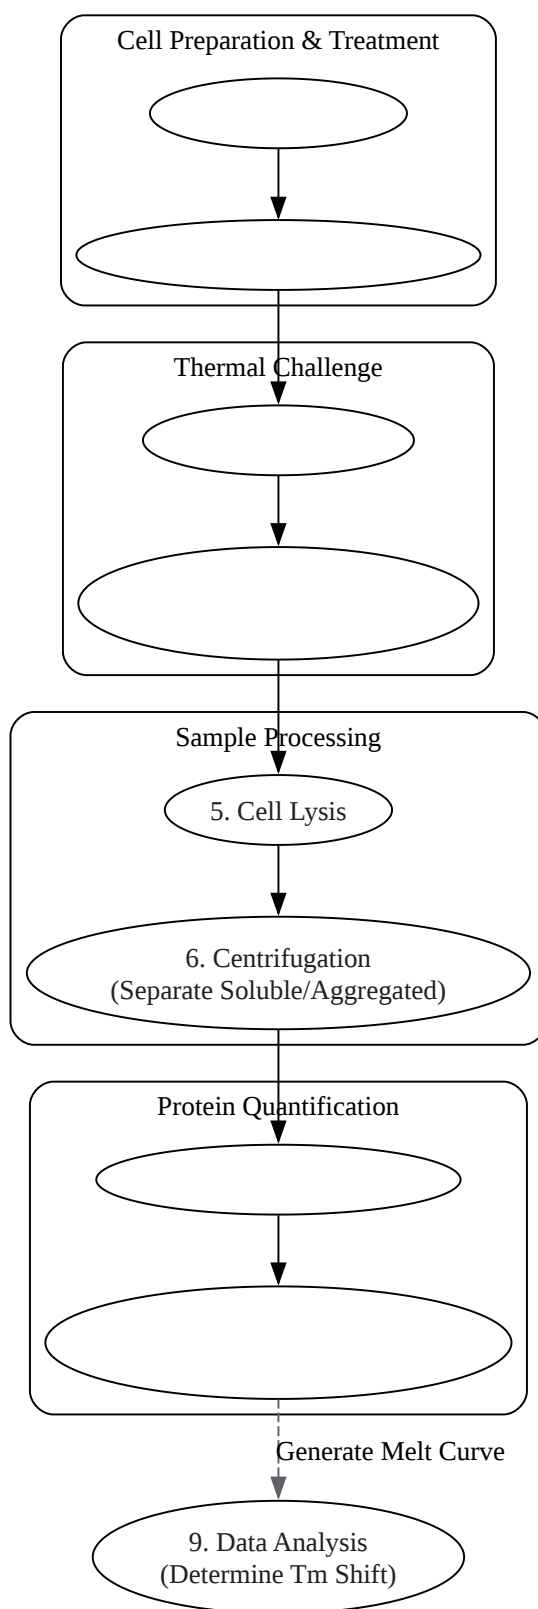 Cell Preparation & Treatment
Thermal Challenge
Sample Processing
5. Cell Lysis
6. Centrifugation
(Separate Soluble/Aggregated)
Protein Quantification
Generate Melt Curve
9. Data Analysis
(Determine Tm Shift)